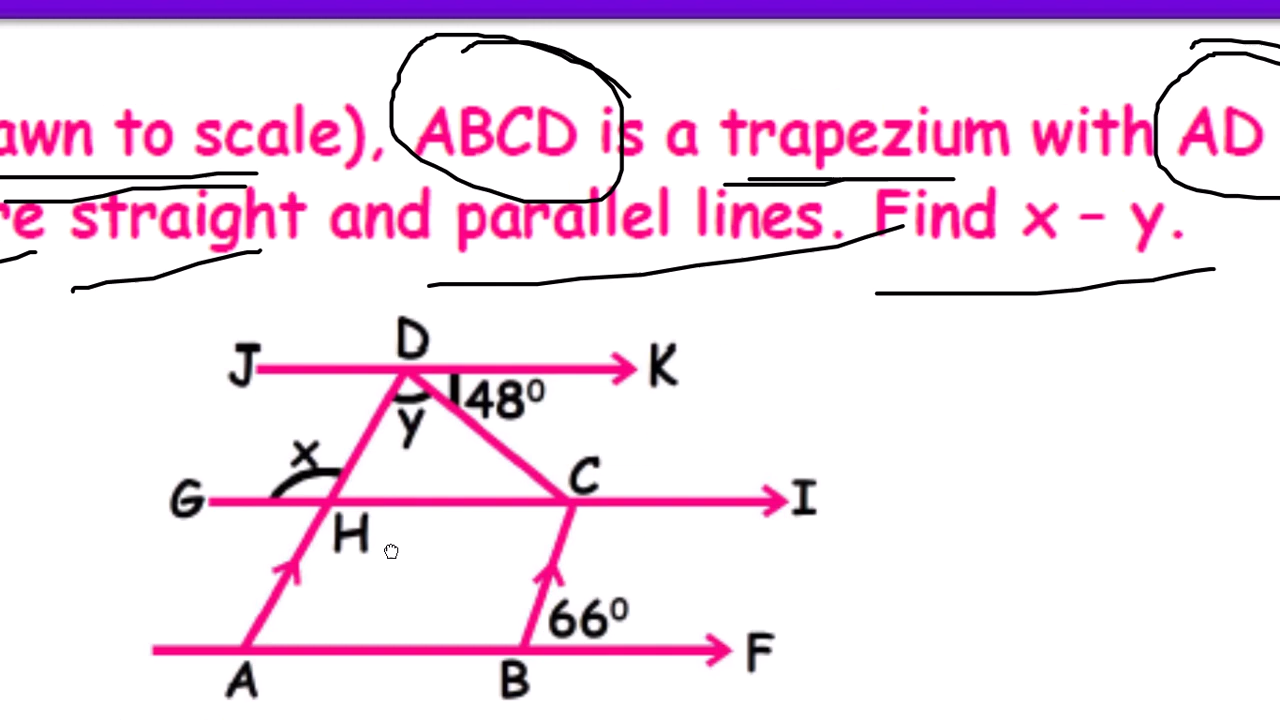 awn to scale), ABCD is a trapezium with AD
re straight and parallel lines. Find x - y.
D
J K
48⁰
y
x
G C I
H
66⁰
A B F